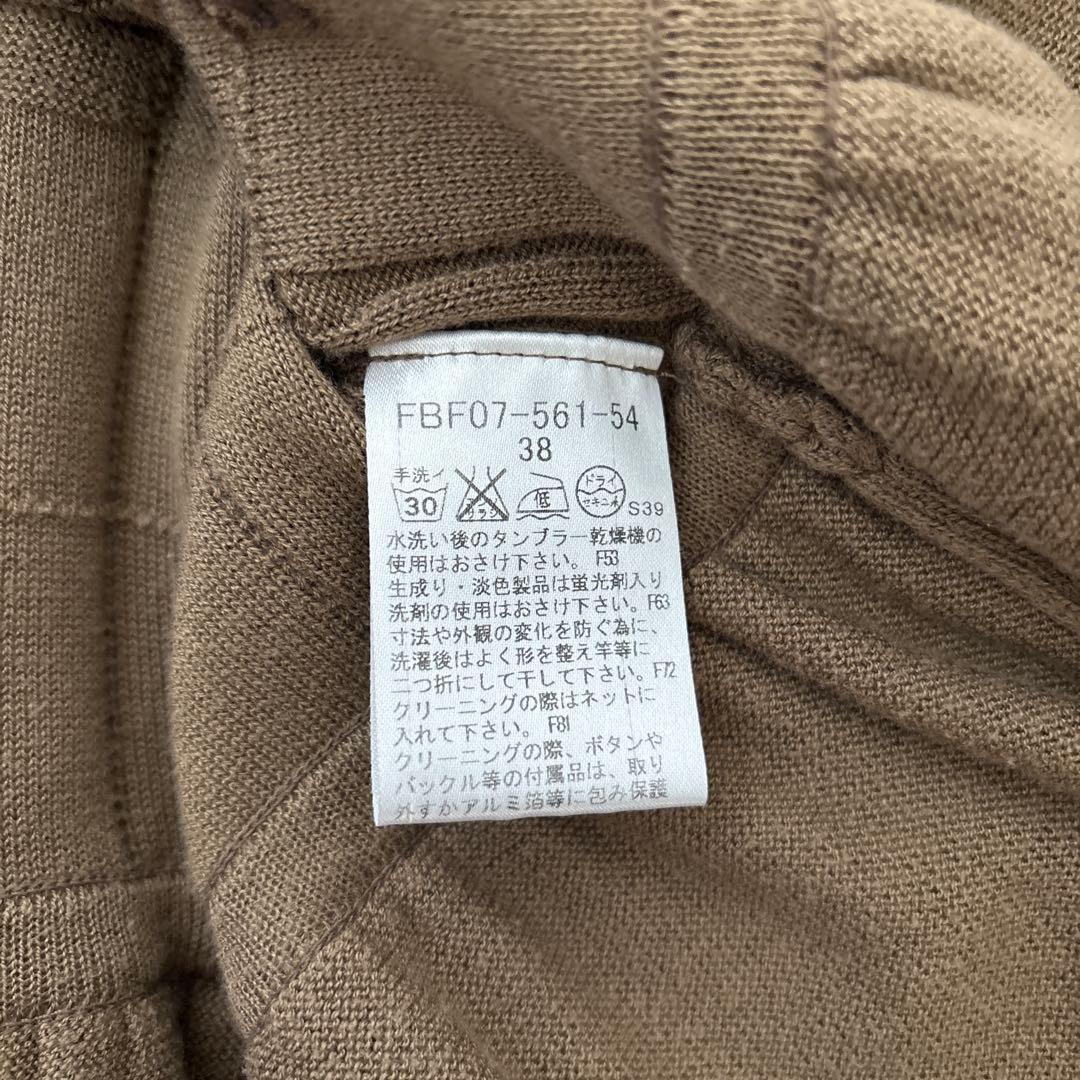 FBF07-561-54
38
手洗イ
30 エンソサラシ 低 ドライ セキユ系 S39
水洗い後のタンブラー乾燥機の
使用はおさけ下さい。F53
生成り・淡色製品は蛍光剤入り
洗剤の使用はおさけ下さい。F63
寸法や外観の変化を防ぐ為に、
洗濯後はよく形を整え竿等に
二つ折にして干して下さい。F72
クリーニングの際はネットに
入れて下さい。 F81
クリーニングの際、ボタンや
バックル等の付属品は、取り
外すかアルミ箔等に包み保護